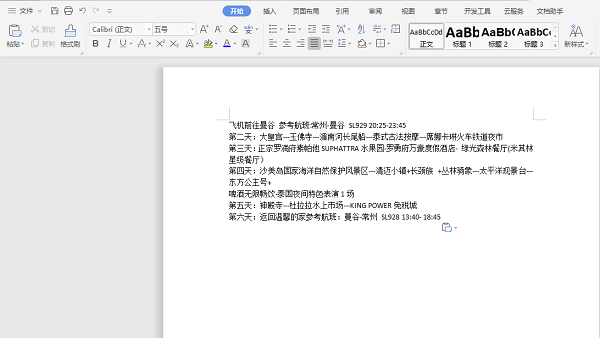 文件
开始 插入 页面布局 引用 审阅 视图 章节 开发工具 云服务 文档助手
粘贴 剪切 复制 格式刷
Calibri (正文) 五号
AaBbCcDd 正文 AaBb 标题 1 AaBbC 标题 2 AaBbC 标题 3 新样式
飞机前往曼谷 参考航班:常州-曼谷 SL929 20:25-23:45
第二天：大皇宫---玉佛寺---湄南河长尾船---泰式古法按摩---席娜卡琳火车铁道夜市
第三天：正宗罗涌府素帕他 SUPHATTRA 水果园-罗勇府万豪度假酒店- 绿光森林餐厅(米其林
星级餐厅）
第四天：沙美岛国家海洋自然保护风景区---清迈小镇+长颈族 +丛林骑象---太平洋观景台---
东方公主号+
啤酒无限畅饮-泰国夜间特色表演 1 场
第五天：神殿寺---杜拉拉水上市场---KING POWER 免税城
第六天：返回温馨的家参考航班：曼谷-常州 SL928 13:40- 18:45